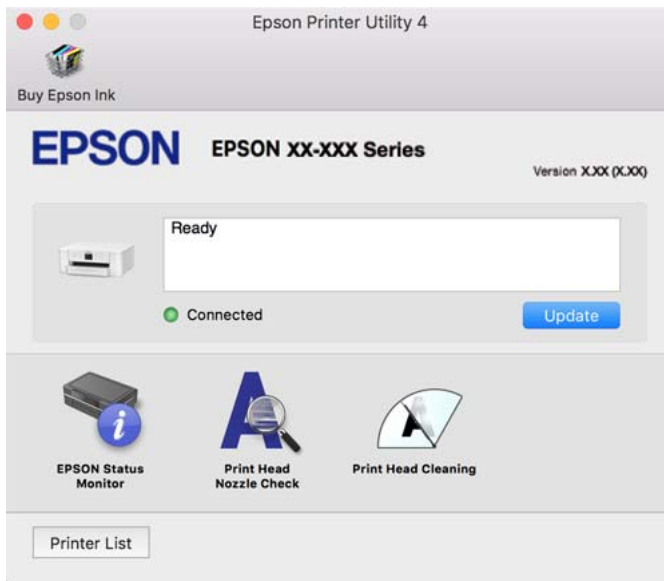 Epson Printer Utility 4
Buy Epson Ink
EPSON
EPSON XX-XXX Series
Version X.XX (X.XX)
Ready
Connected
Update
EPSON Status
Monitor
Print Head
Nozzle Check
Print Head Cleaning
Printer List